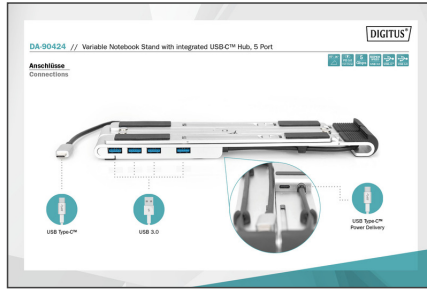 DIGITUS®
DA-90424 // Variable Notebook Stand with integrated USB-C™ Hub, 5 Port
Anschlüsse
Connections
USB Type-C™
USB 3.0
USB Type-C™
Power Delivery